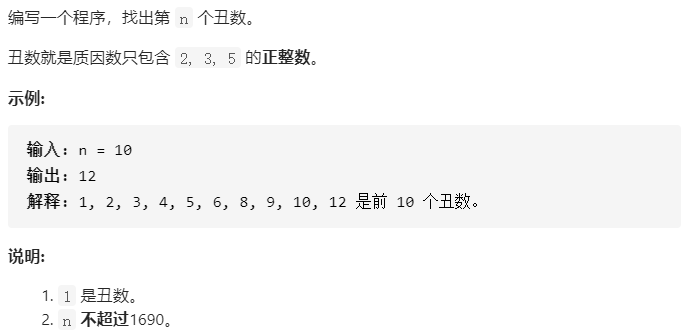 编写一个程序，找出第 n 个丑数。
丑数就是质因数只包含 2, 3, 5 的正整数。
示例:
输入: n = 10
输出: 12
解释: 1, 2, 3, 4, 5, 6, 8, 9, 10, 12 是前 10 个丑数。
说明:
1. 1 是丑数。
2. n 不超过1690。